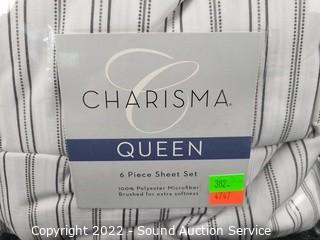 C
CHARISMA®
QUEEN
6 Piece Sheet Set
100% Polyester Microfiber
Brushed for extra softness
382
4747
Copyright 2022 - Sound Auction Service